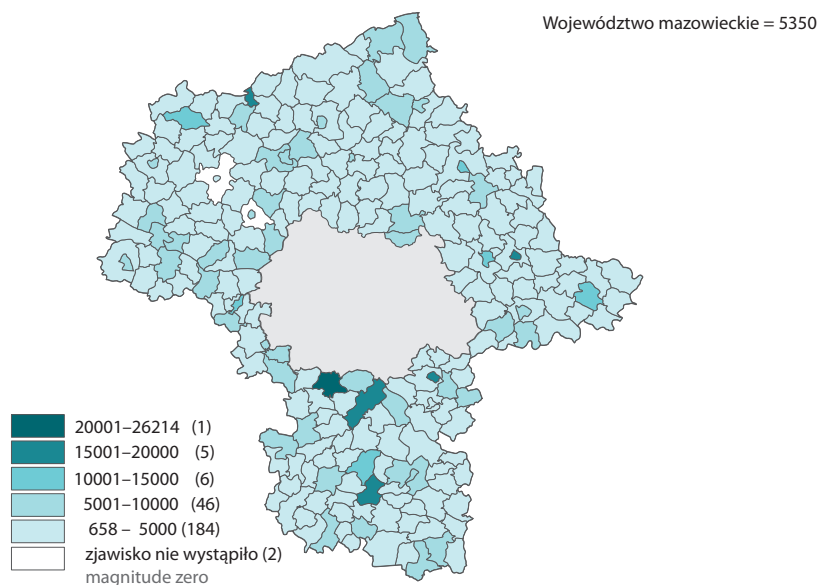 Województwo mazowieckie = 5350
20001–26214 (1)
15001–20000 (5)
10001–15000 (6)
5001–10000 (46)
658 – 5000 (184)
zjawisko nie wystąpiło (2)
magnitude zero